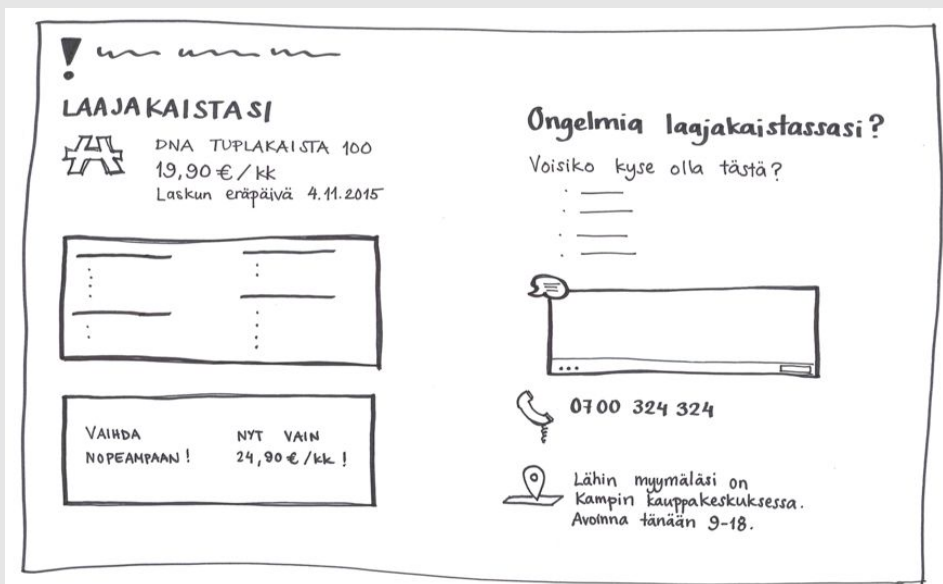 !
LAAJAKAISTASI
DNA TUPLAKAISTA 100
19,90 € / kk
Laskun eräpäivä 4.11.2015
VAIHDA NOPEAMPAAN!
NYT VAIN 24,90 € /kk !
Ongelmia laajakaistassasi?
Voisiko kyse olla tästä?
0700 324 324
Lähin myymäläsi on
Kampin kauppakeskuksessa.
Avoinna tänään 9-18.